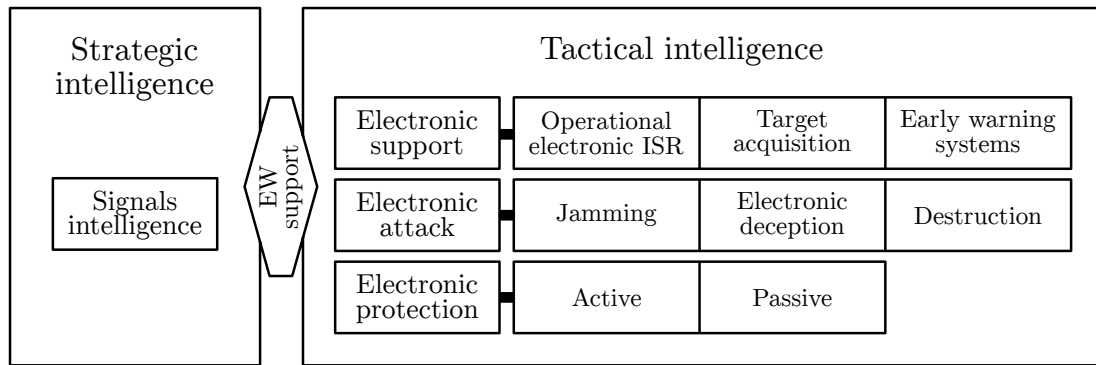 Strategic
intelligence
Signals
intelligence
EW
support
Tactical intelligence
Electronic
support
Operational
electronic ISR
Target
acquisition
Early warning
systems
Electronic
attack
Jamming
Electronic
deception
Destruction
Electronic
protection
Active
Passive